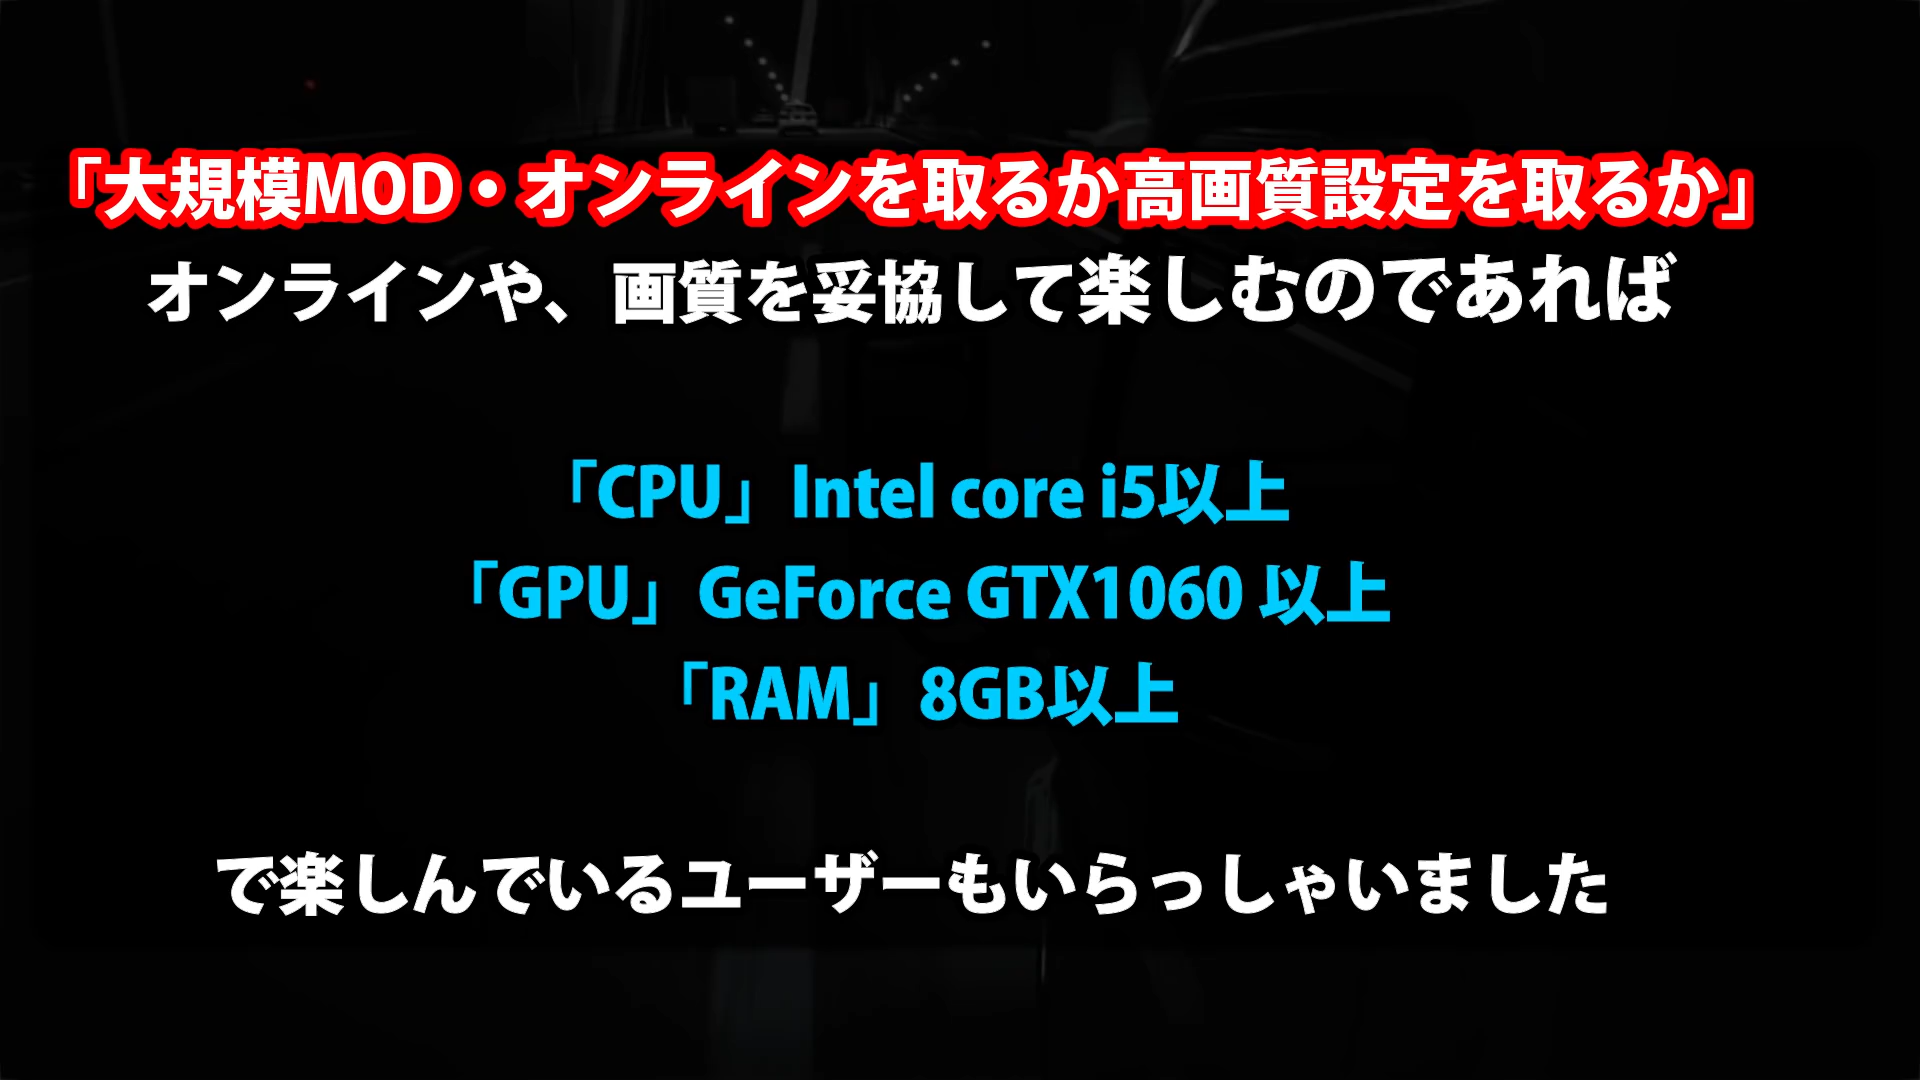 「大規模MOD・オンラインを取るか高画質設定を取るか」
オンラインや、画質を妥協して楽しむのであれば
「CPU」Intel core i5以上
「GPU」GeForce GTX1060 以上
「RAM」8GB以上
で楽しんでいるユーザーもいらっしゃいました